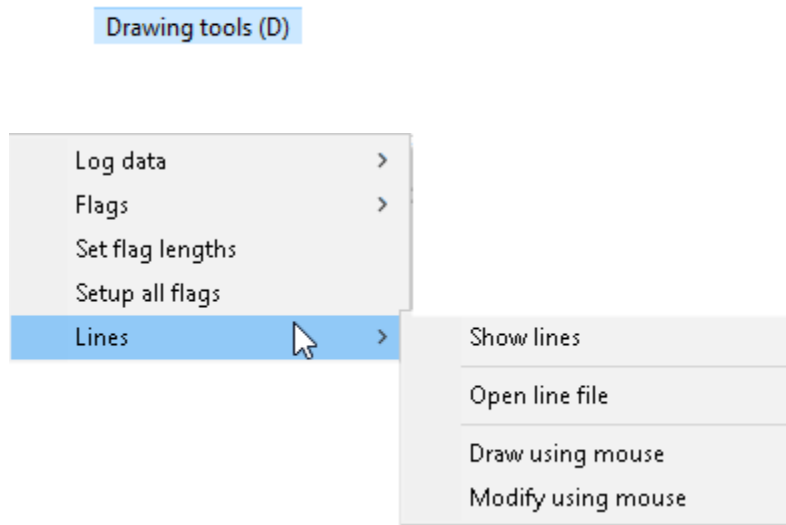 Drawing tools (D)
Log data
Flags
Set flag lengths
Setup all flags
Lines
Show lines
Open line file
Draw using mouse
Modify using mouse